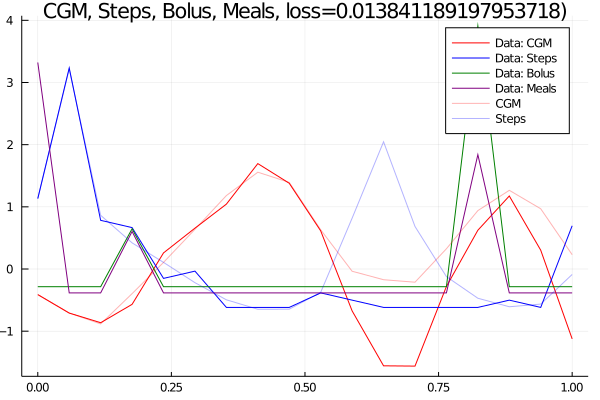 CGM, Steps, Bolus, Meals, loss=0.013841189197953718)
4
3
2
1
0
−1
0.00
0.25
0.50
0.75
1.00
Data: CGM
Data: Steps
Data: Bolus
Data: Meals
CGM
Steps